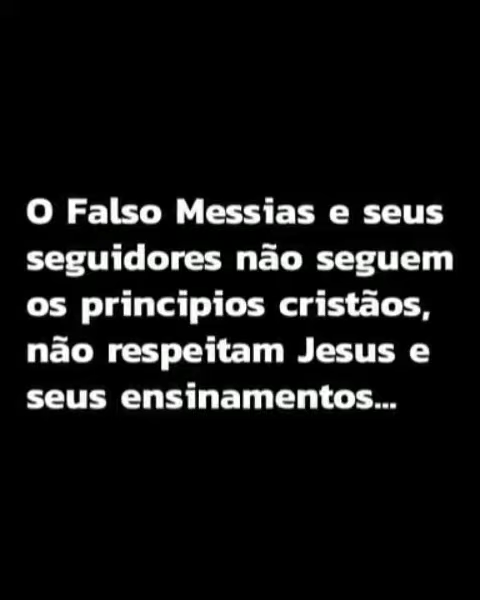 O Falso Messias e seus
seguidores não seguem
os principios cristãos,
não respeitam Jesus e
seus ensinamentos...